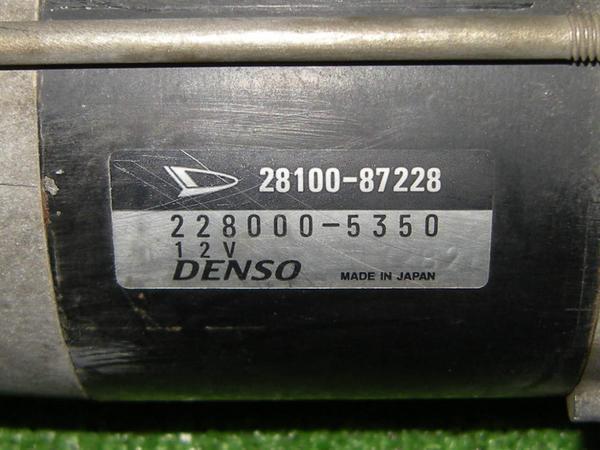 28100-87228
228000-5350
12V
DENSO MADE IN JAPAN